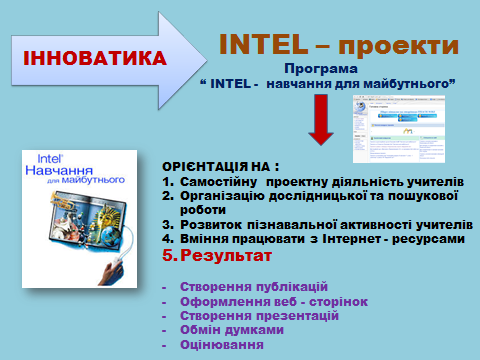 ІННОВАТИКА
INTEL – проекти
Програма
“ INTEL - навчання для майбутнього”
Intel®
Навчання
для майбутнього
ОРІЄНТАЦІЯ НА :
1. Самостійну проектну діяльність учителів
2. Організацію дослідницької та пошукової
роботи
3. Розвиток пізнавальної активності учителів
4. Вміння працювати з Інтернет - ресурсами
5. Результат
- Створення публікацій
- Оформлення веб - сторінок
- Створення презентацій
- Обмін думками
- Оцінювання